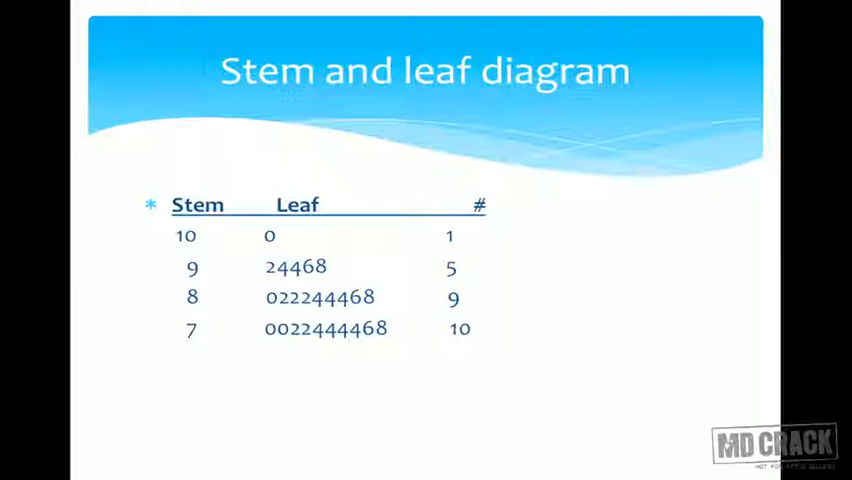 Stem and leaf diagram
* Stem Leaf #
10 0 1
9 24468 5
8 022244468 9
7 0022444468 10
MD CRACK